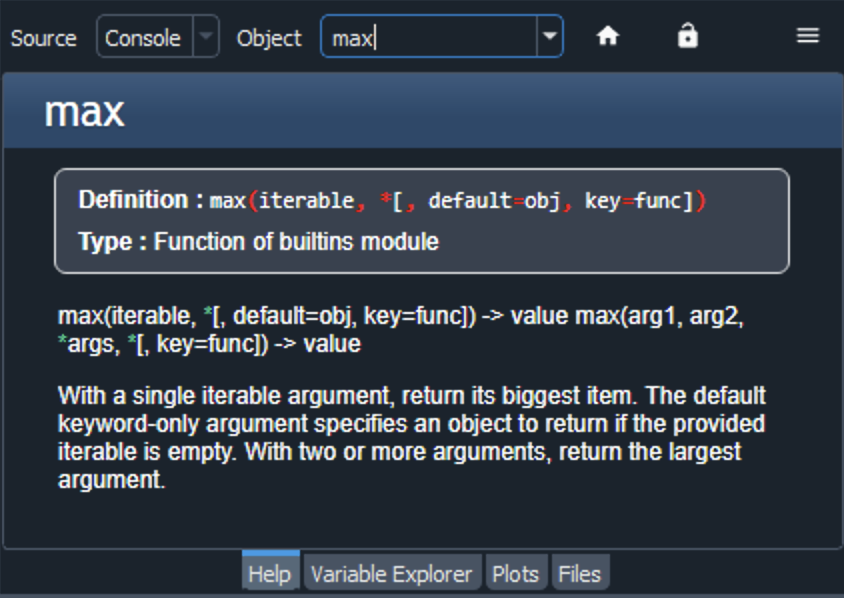 Source Console Object max
max
Definition : max(iterable, *[, default=obj, key=func])
Type : Function of builtins module
max(iterable, *[, default=obj, key=func]) -> value max(arg1, arg2,
*args, *[, key=func]) -> value
With a single iterable argument, return its biggest item. The default
keyword-only argument specifies an object to return if the provided
iterable is empty. With two or more arguments, return the largest
argument.
Help Variable Explorer Plots Files